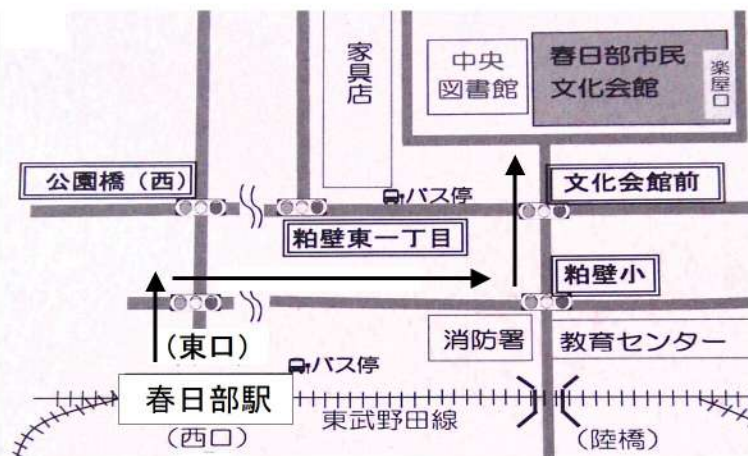 家具店
中央
図書館
春日部市民
文化会館
楽屋口
公園橋（西）
バス停
文化会館前
粕壁東一丁目
粕壁小
（東口）
消防署
教育センター
バス停
春日部駅
東武野田線
（西口）
（陸橋）